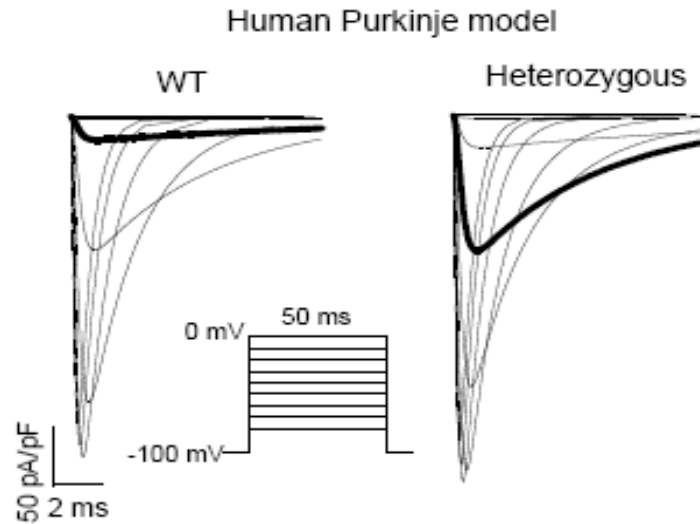 Human Purkinje model
WT
Heterozygous
0 mV
50 ms
-100 mV
50 pA/pF
2 ms